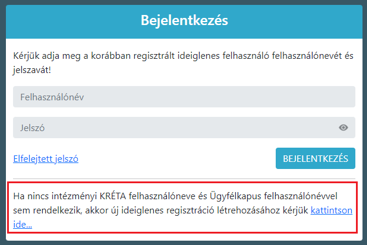 Bejelentkezés
Kérjük adja meg a korábban regisztrált ideiglenes felhasználó felhasználónevét és
jelszavát!
Felhasználónév
Jelszó
Elfelejtett jelszó
BEJELENTKEZÉS
Ha nincs intézményi KRÉTA felhasználóneve és Ügyfélkapus felhasználónévvel
sem rendelkezik, akkor új ideiglenes regisztráció létrehozásához kérjük kattintson
ide...